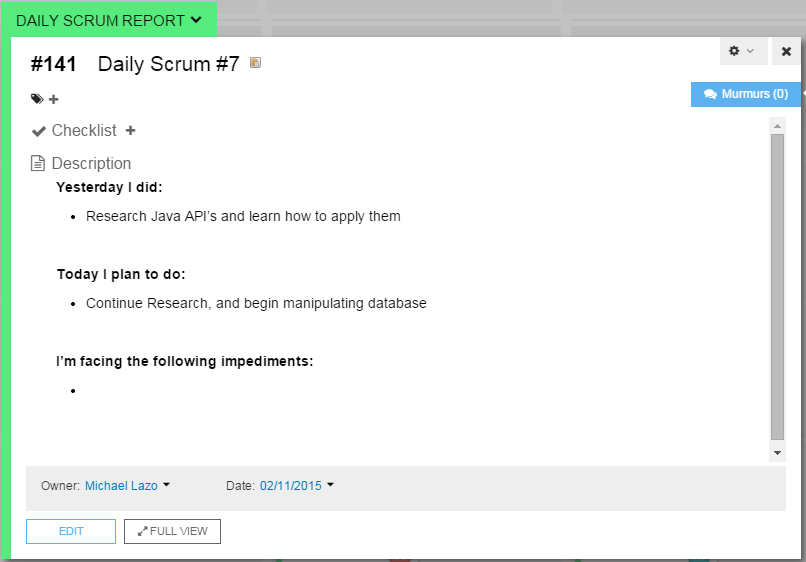 DAILY SCRUM REPORT
#141 Daily Scrum #7
Murmurs (0)
Checklist
Description
Yesterday I did:
• Research Java API's and learn how to apply them
Today I plan to do:
• Continue Research, and begin manipulating database
I'm facing the following impediments:
•
Owner: Michael Lazo Date: 02/11/2015
EDIT FULL VIEW